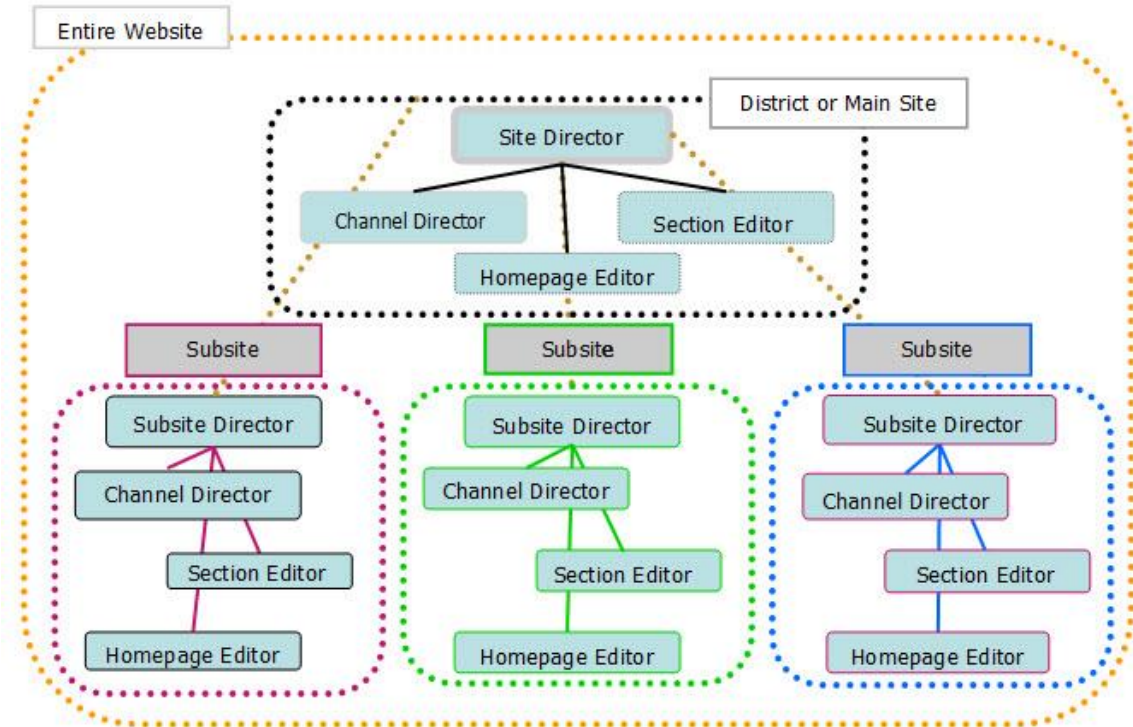 Entire Website
District or Main Site
Site Director
Channel Director
Section Editor
Homepage Editor
Subsite
Subsite
Subsite
Subsite Director
Channel Director
Section Editor
Homepage Editor
Subsite Director
Channel Director
Section Editor
Homepage Editor
Subsite Director
Channel Director
Section Editor
Homepage Editor